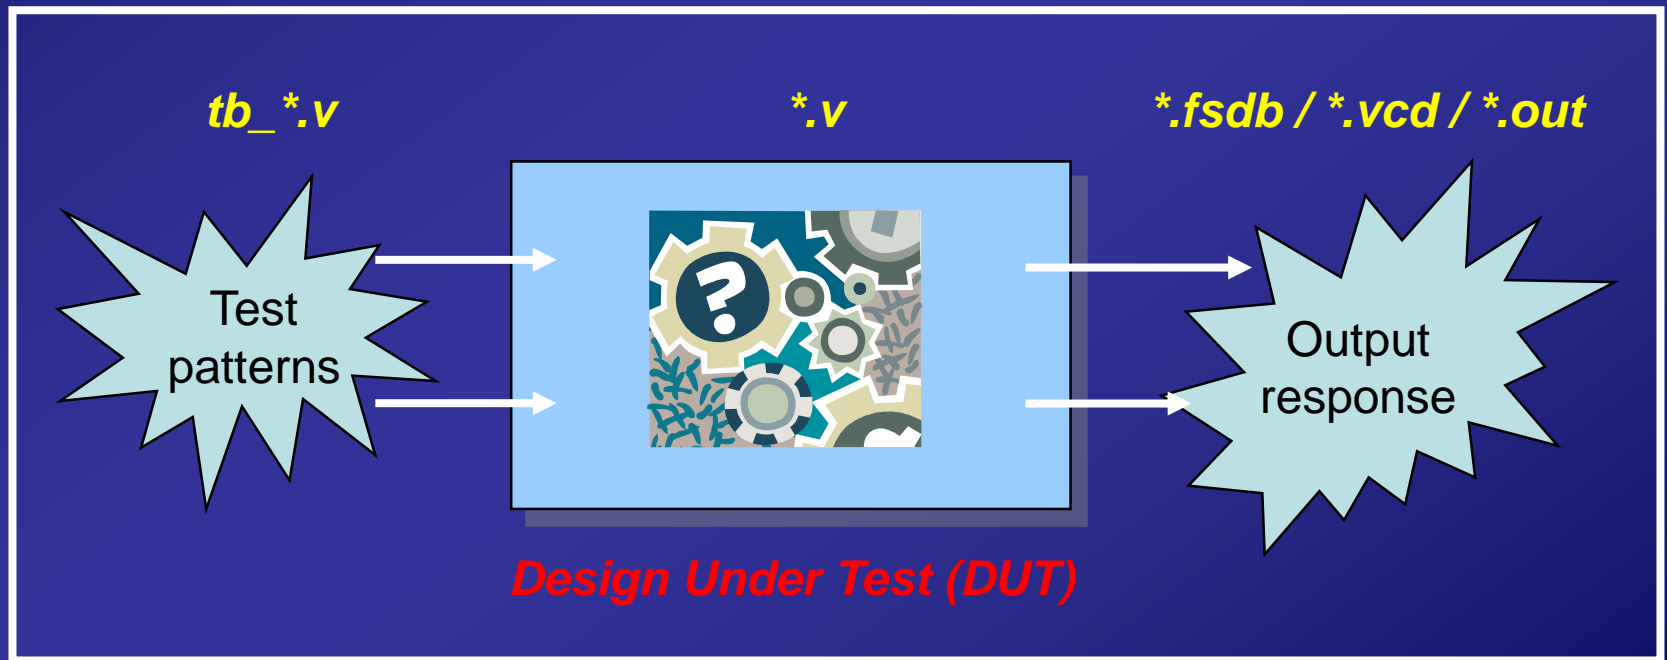 tb_*.v
*.v
*.fsdb / *.vcd / *.out
Test
patterns
?
Output
response
Design Under Test (DUT)